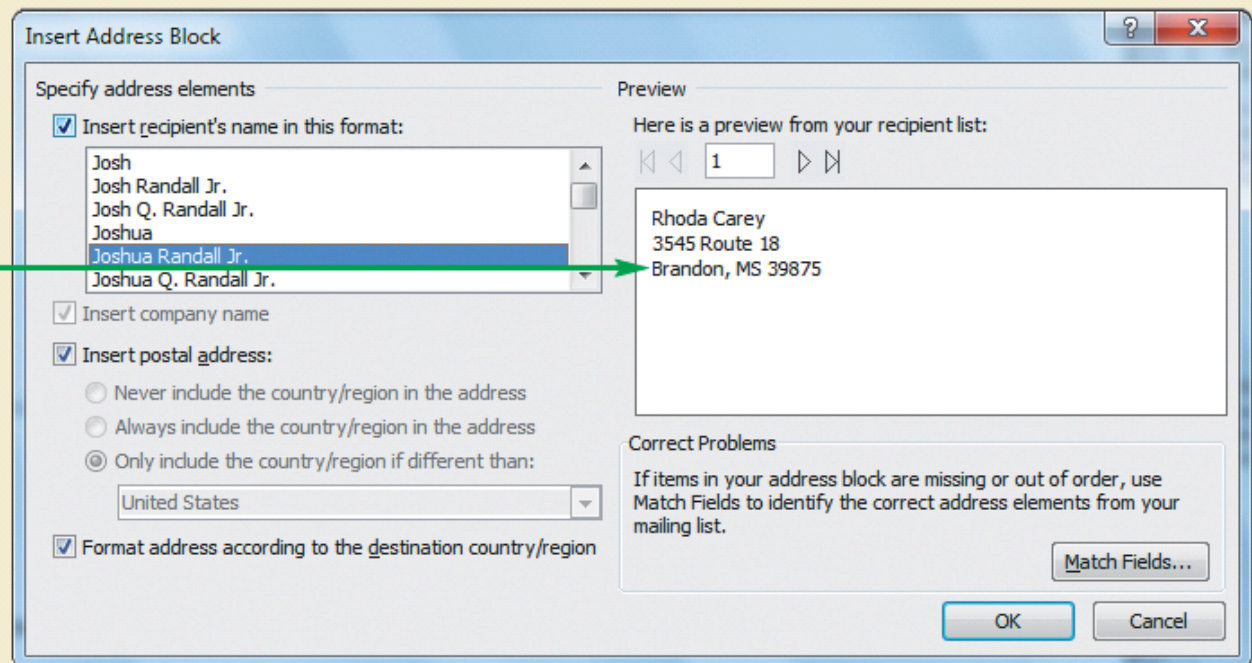 Insert Address Block
Specify address elements
Insert recipient's name in this format:
Josh
Josh Randall Jr.
Josh Q. Randall Jr.
Joshua
Joshua Randall Jr.
Joshua Q. Randall Jr.
Insert company name
Insert postal address:
Never include the country/region in the address
Always include the country/region in the address
Only include the country/region if different than:
United States
Format address according to the destination country/region
Preview
Here is a preview from your recipient list:
1
Rhoda Carey
3545 Route 18
Brandon, MS 39875
Correct Problems
If items in your address block are missing or out of order, use
Match Fields to identify the correct address elements from your
mailing list.
Match Fields...
OK
Cancel